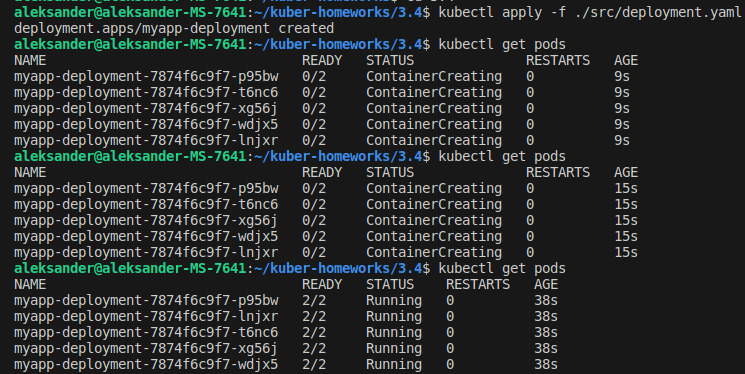 aleksander@aleksander-MS-7641:~/kuber-homeworks/3.4$ kubectl apply -f ./src/deployment.yaml
deployment.apps/myapp-deployment created
aleksander@aleksander-MS-7641:~/kuber-homeworks/3.4$ kubectl get pods
NAME READY STATUS RESTARTS AGE
myapp-deployment-7874f6c9f7-p95bw 0/2 ContainerCreating 0 9s
myapp-deployment-7874f6c9f7-t6nc6 0/2 ContainerCreating 0 9s
myapp-deployment-7874f6c9f7-xg56j 0/2 ContainerCreating 0 9s
myapp-deployment-7874f6c9f7-wdjx5 0/2 ContainerCreating 0 9s
myapp-deployment-7874f6c9f7-lnjxr 0/2 ContainerCreating 0 9s
aleksander@aleksander-MS-7641:~/kuber-homeworks/3.4$ kubectl get pods
NAME READY STATUS RESTARTS AGE
myapp-deployment-7874f6c9f7-p95bw 0/2 ContainerCreating 0 15s
myapp-deployment-7874f6c9f7-t6nc6 0/2 ContainerCreating 0 15s
myapp-deployment-7874f6c9f7-xg56j 0/2 ContainerCreating 0 15s
myapp-deployment-7874f6c9f7-wdjx5 0/2 ContainerCreating 0 15s
myapp-deployment-7874f6c9f7-lnjxr 0/2 ContainerCreating 0 15s
aleksander@aleksander-MS-7641:~/kuber-homeworks/3.4$ kubectl get pods
NAME READY STATUS RESTARTS AGE
myapp-deployment-7874f6c9f7-p95bw 2/2 Running 0 38s
myapp-deployment-7874f6c9f7-lnjxr 2/2 Running 0 38s
myapp-deployment-7874f6c9f7-t6nc6 2/2 Running 0 38s
myapp-deployment-7874f6c9f7-xg56j 2/2 Running 0 38s
myapp-deployment-7874f6c9f7-wdjx5 2/2 Running 0 38s